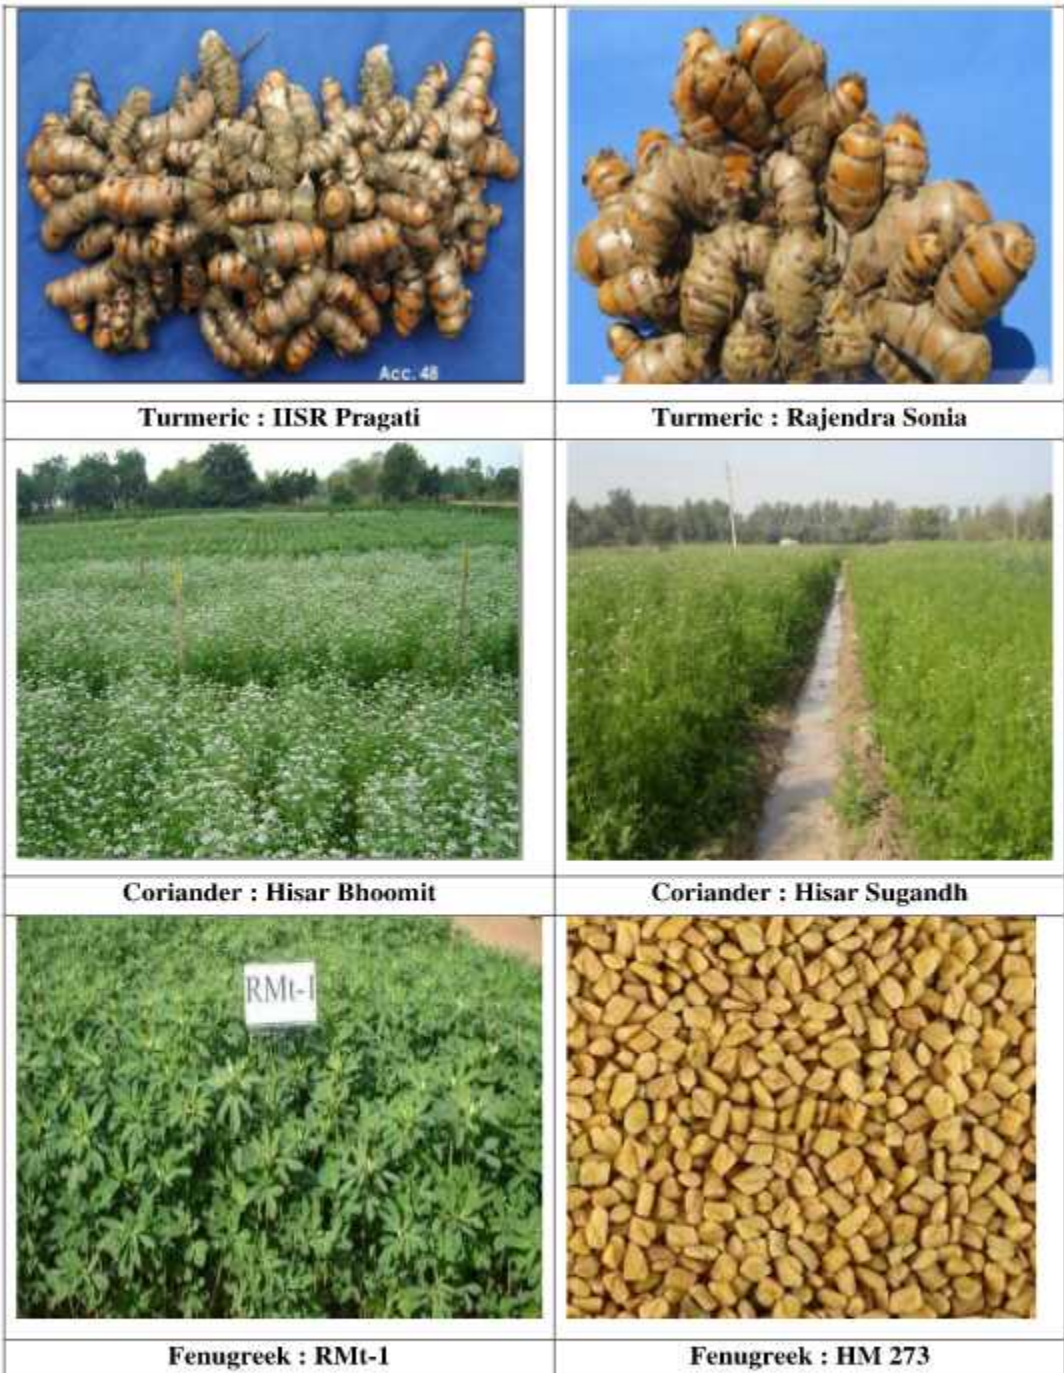 Acc. 48
Turmeric : IISR Pragati
Turmeric : Rajendra Sonia
Coriander : Hisar Bhoomit
Coriander : Hisar Sugandh
RMt-1
Fenugreek : RMt-1
Fenugreek : HM 273